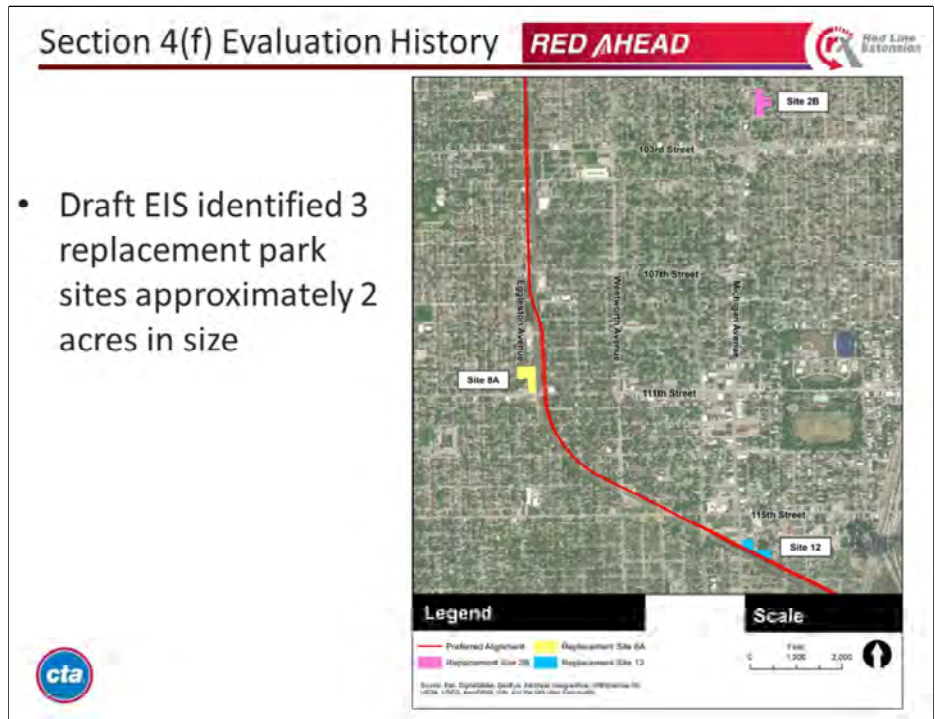 Section 4(f) Evaluation History
RED AHEAD
Red Line
Extension
• Draft EIS identified 3
replacement park
sites approximately 2
acres in size
Site 2B
103rd Street
107th Street
Eggleston Avenue
Wentworth Avenue
Michigan Avenue
Site 8A
111th Street
115th Street
Site 12
Legend
Scale
Preferred Alignment
Replacement Site 8A
Replacement Site 2B
Replacement Site 12
Feet
0 1,000 2,000
cta